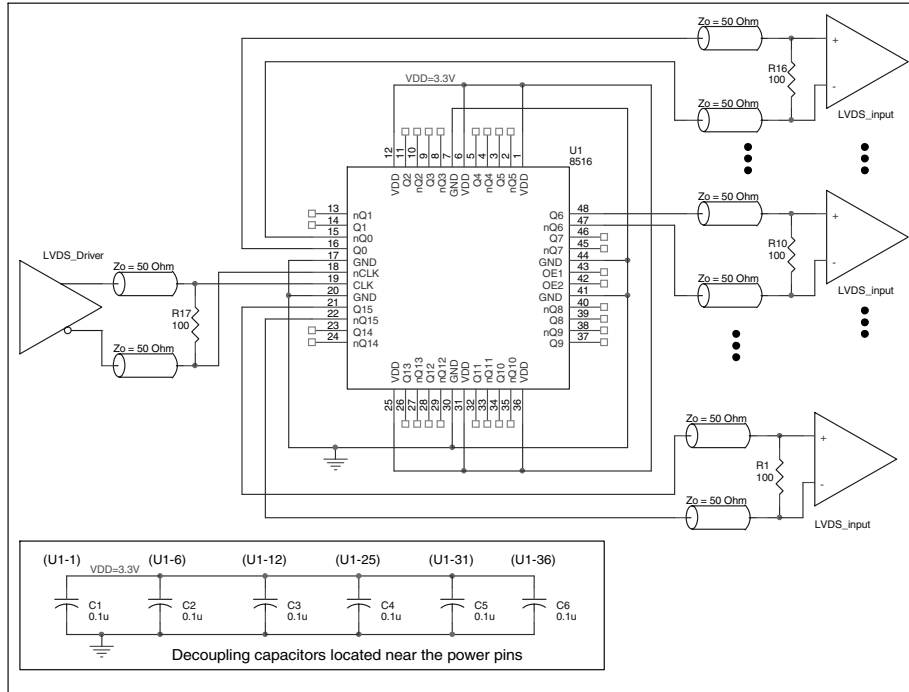 Zo = 50 Ohm
R16
100
+
-
Zo = 50 Ohm
LVDS_input
VDD=3.3V
U1
8516
12 11 10 9 8 7 6 5 4 3 2 1
VDD Q2 nQ2 Q3 nQ3 GND VDD Q4 nQ4 Q5 nQ5 VDD
13 nQ1
14 Q1
15 nQ0
16 Q0
17 GND
18 nCLK
19 CLK
20 GND
21 Q15
22 nQ15
23 Q14
24 nQ14
Q6 48
nQ6 47
Q7 46
nQ7 45
GND 44
OE1 43
OE2 42
GND 41
nQ8 40
Q8 39
nQ9 38
Q9 37
VDD Q13 nQ13 Q12 nQ12 GND VDD Q11 nQ11 Q10 nQ10 VDD
25 26 27 28 29 30 31 32 33 34 35 36
LVDS_Driver
Zo = 50 Ohm
R17
100
Zo = 50 Ohm
Zo = 50 Ohm
R10
100
+
-
Zo = 50 Ohm
LVDS_input
Zo = 50 Ohm
R1
100
+
-
Zo = 50 Ohm
LVDS_input
(U1-1) (U1-6) (U1-12) (U1-25) (U1-31) (U1-36)
VDD=3.3V
C1 C2 C3 C4 C5 C6
0.1u 0.1u 0.1u 0.1u 0.1u 0.1u
Decoupling capacitors located near the power pins